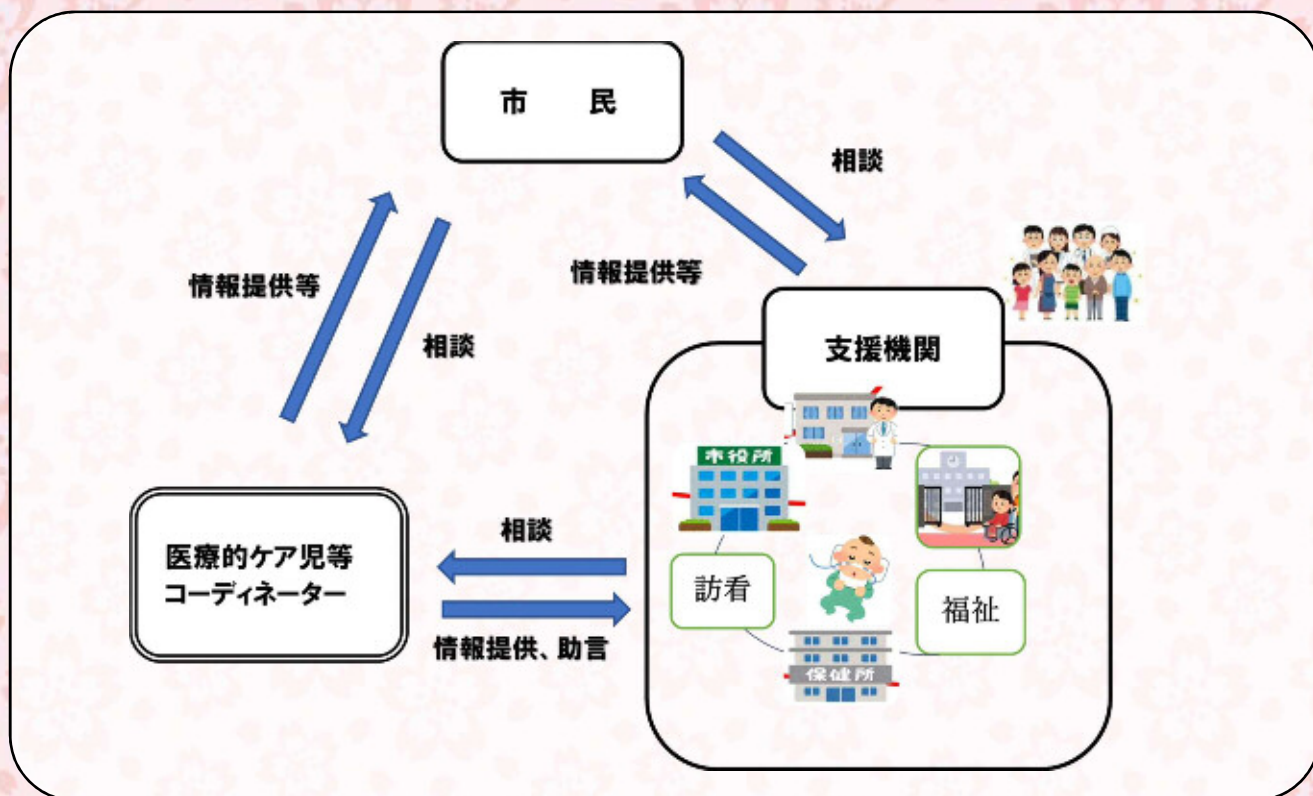 市　　民
相談
情報提供等
情報提供等
相談
支援機関
市役所
医療的ケア児等
コーディネーター
相談
情報提供、助言
訪看
福祉
保健所